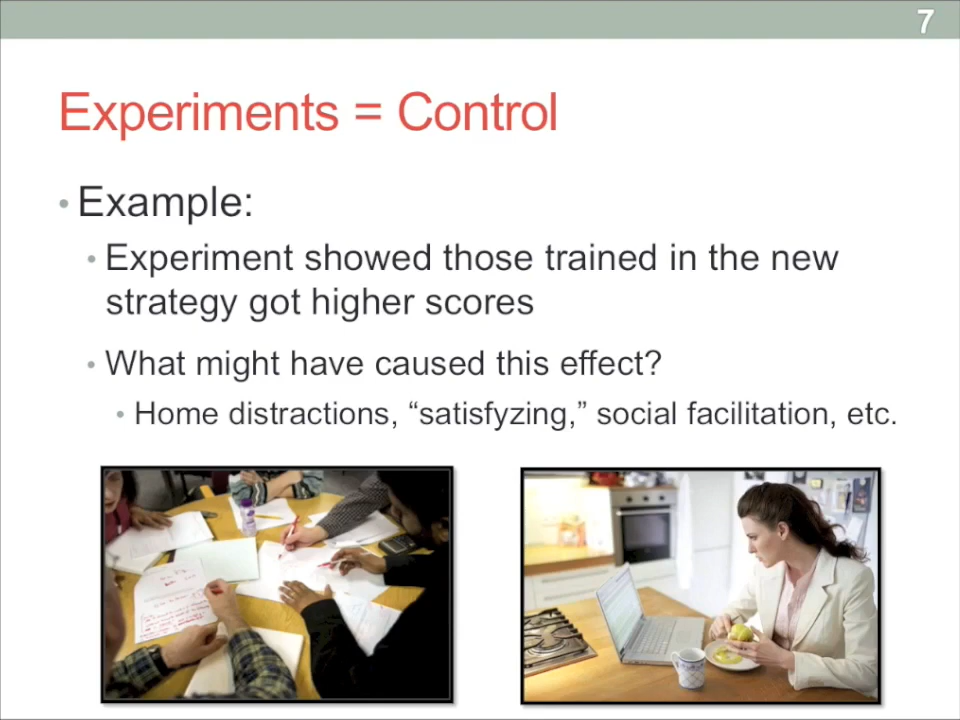 7
Experiments = Control
• Example:
• Experiment showed those trained in the new
strategy got higher scores
• What might have caused this effect?
• Home distractions, “satisfyzing,” social facilitation, etc.